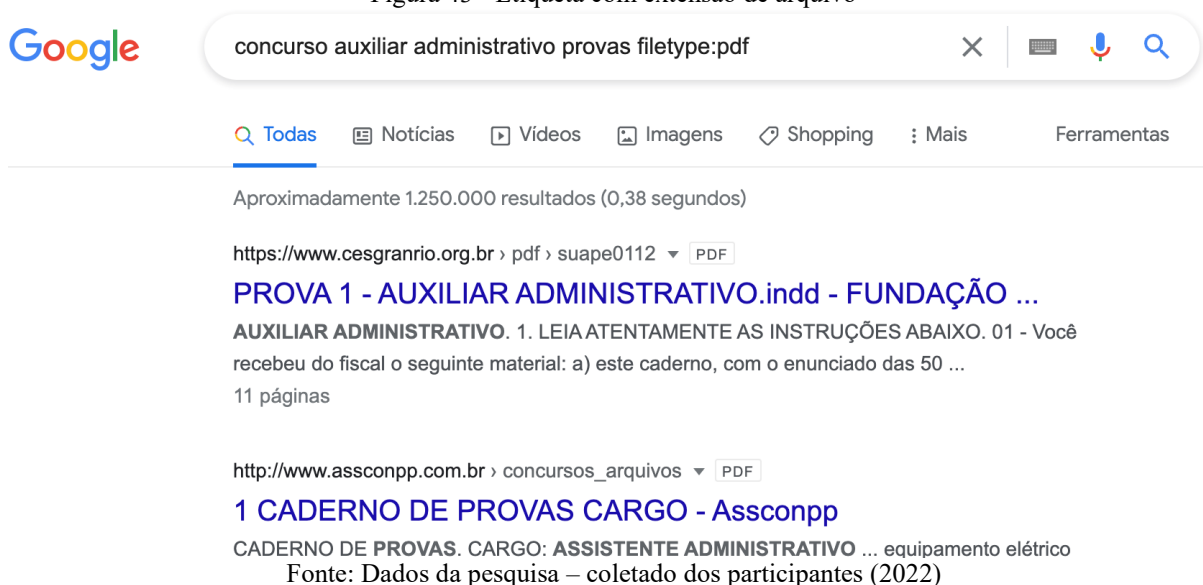 Figura 43 - Etiqueta com extensão de arquivo
Google
concurso auxiliar administrativo provas filetype:pdf
Todas Notícias Vídeos Imagens Shopping Mais Ferramentas
Aproximadamente 1.250.000 resultados (0,38 segundos)
https://www.cesgranrio.org.br › pdf › suape0112 PDF
PROVA 1 - AUXILIAR ADMINISTRATIVO.indd - FUNDAÇÃO ...
AUXILIAR ADMINISTRATIVO. 1. LEIA ATENTAMENTE AS INSTRUÇÕES ABAIXO. 01 - Você
recebeu do fiscal o seguinte material: a) este caderno, com o enunciado das 50 ...
11 páginas
http://www.assconpp.com.br › concursos_arquivos PDF
1 CADERNO DE PROVAS CARGO - Assconpp
CADERNO DE PROVAS. CARGO: ASSISTENTE ADMINISTRATIVO ... equipamento elétrico
Fonte: Dados da pesquisa – coletado dos participantes (2022)